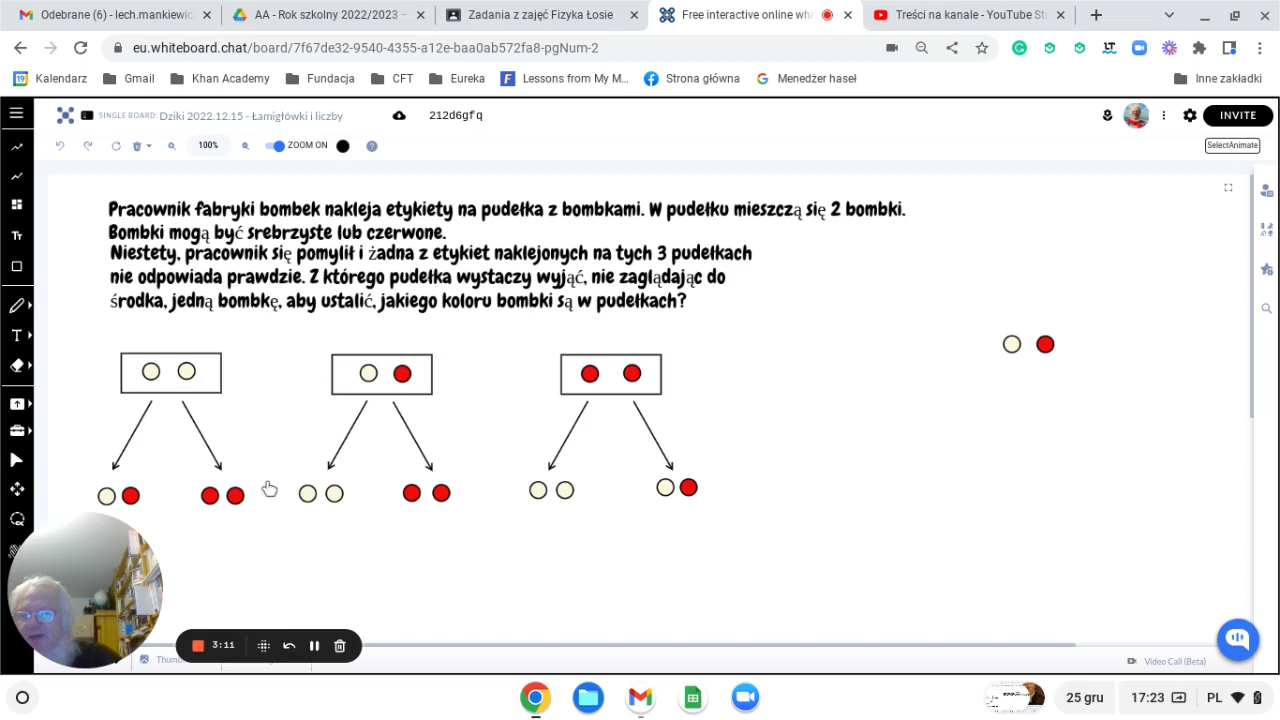 Odebrane (6) - lech.mankiewic
AA - Rok szkolny 2022/2023 –
Zadania z zajęć Fizyka Łosie
Free interactive online whi
Treści na kanale - YouTube St
eu.whiteboard.chat/board/7f67de32-9540-4355-a12e-baa0ab572fa8-pgNum-2
Kalendarz
Gmail
Khan Academy
Fundacja
CFT
Eureka
Lessons from My M...
Strona główna
Menedżer haseł
Inne zakładki
SINGLE BOARD: Dziki 2022.12.15 - Łamigłówki i liczby
212d6gfq
INVITE
100%
ZOOM ON
SelectAnimate
Pracownik fabryki bombek nakleja etykiety na pudełka z bombkami. W pudełku mieszczą się 2 bombki.
Bombki mogą być srebrzyste lub czerwone.
Niestety, pracownik się pomylił i żadna z etykiet naklejonych na tych 3 pudełkach
nie odpowiada prawdzie. Z którego pudełka wystaczy wyjąć, nie zaglądając do
środka, jedną bombkę, aby ustalić, jakiego koloru bombki są w pudełkach?
3:11
Video Call (Beta)
25 gru
17:23
PL